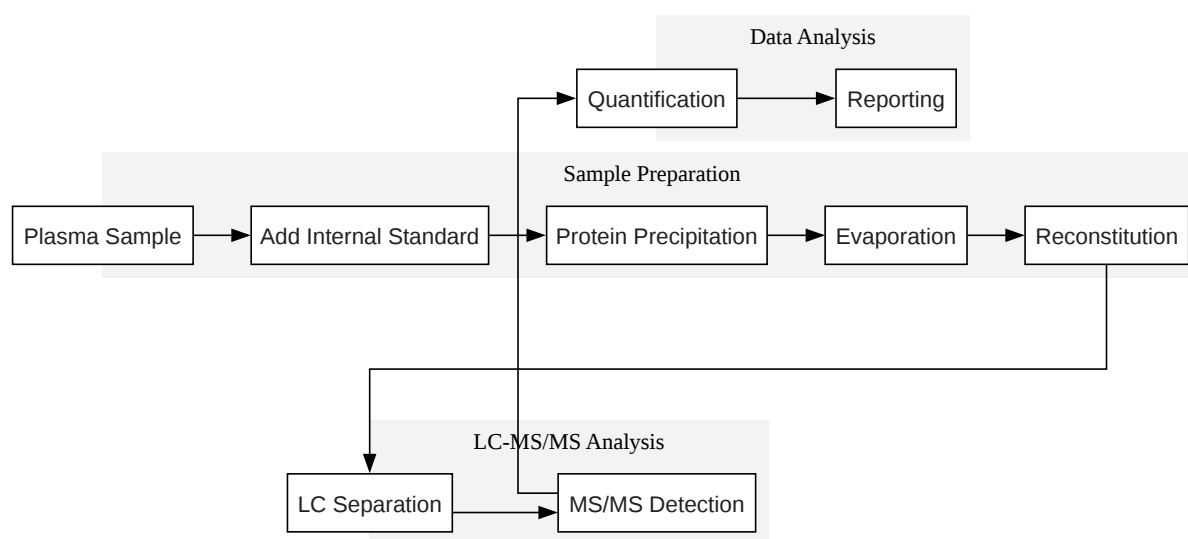 Data Analysis
Quantification
Reporting
Sample Preparation
Plasma Sample
Add Internal Standard
Protein Precipitation
Evaporation
Reconstitution
LC-MS/MS Analysis
LC Separation
MS/MS Detection